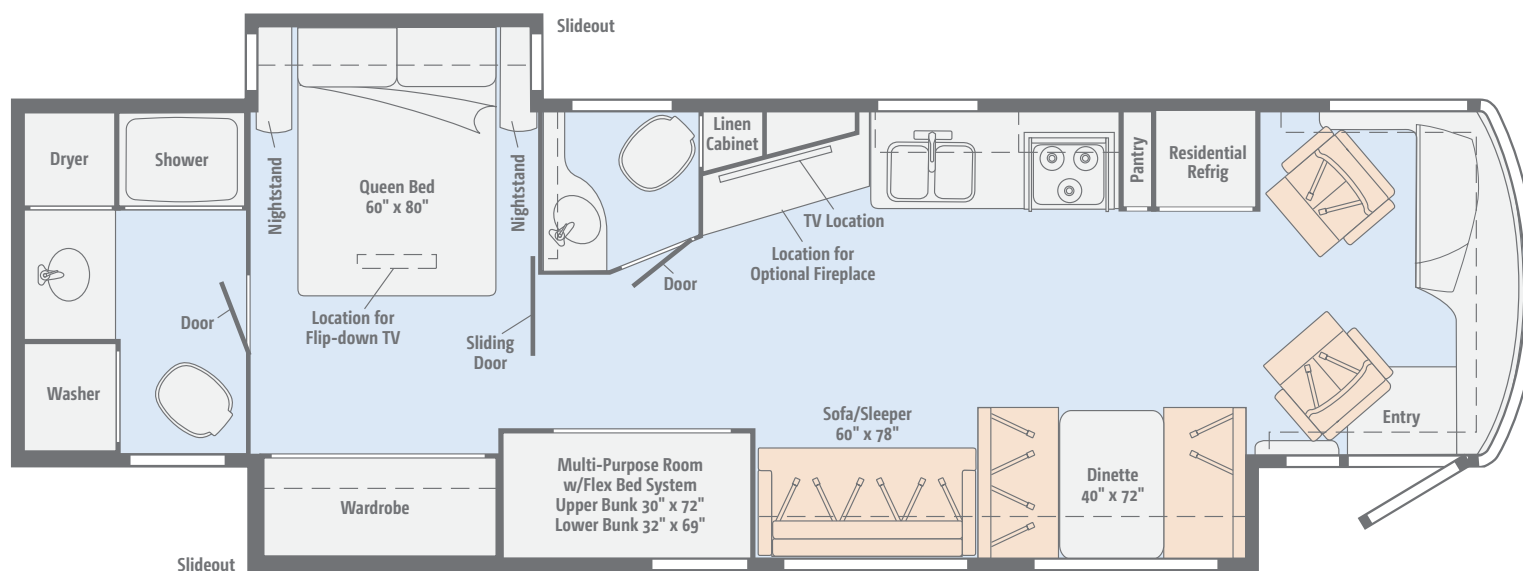 Slideout
Dryer
Shower
Nightstand
Queen Bed
60" x 80"
Nightstand
Linen
Cabinet
Pantry
Residential
Refrig
TV Location
Location for
Optional Fireplace
Door
Door
Location for
Flip-down TV
Sliding
Door
Washer
Wardrobe
Multi-Purpose Room
w/Flex Bed System
Upper Bunk 30" x 72"
Lower Bunk 32" x 69"
Sofa/Sleeper
60" x 78"
Dinette
40" x 72"
Entry
Slideout